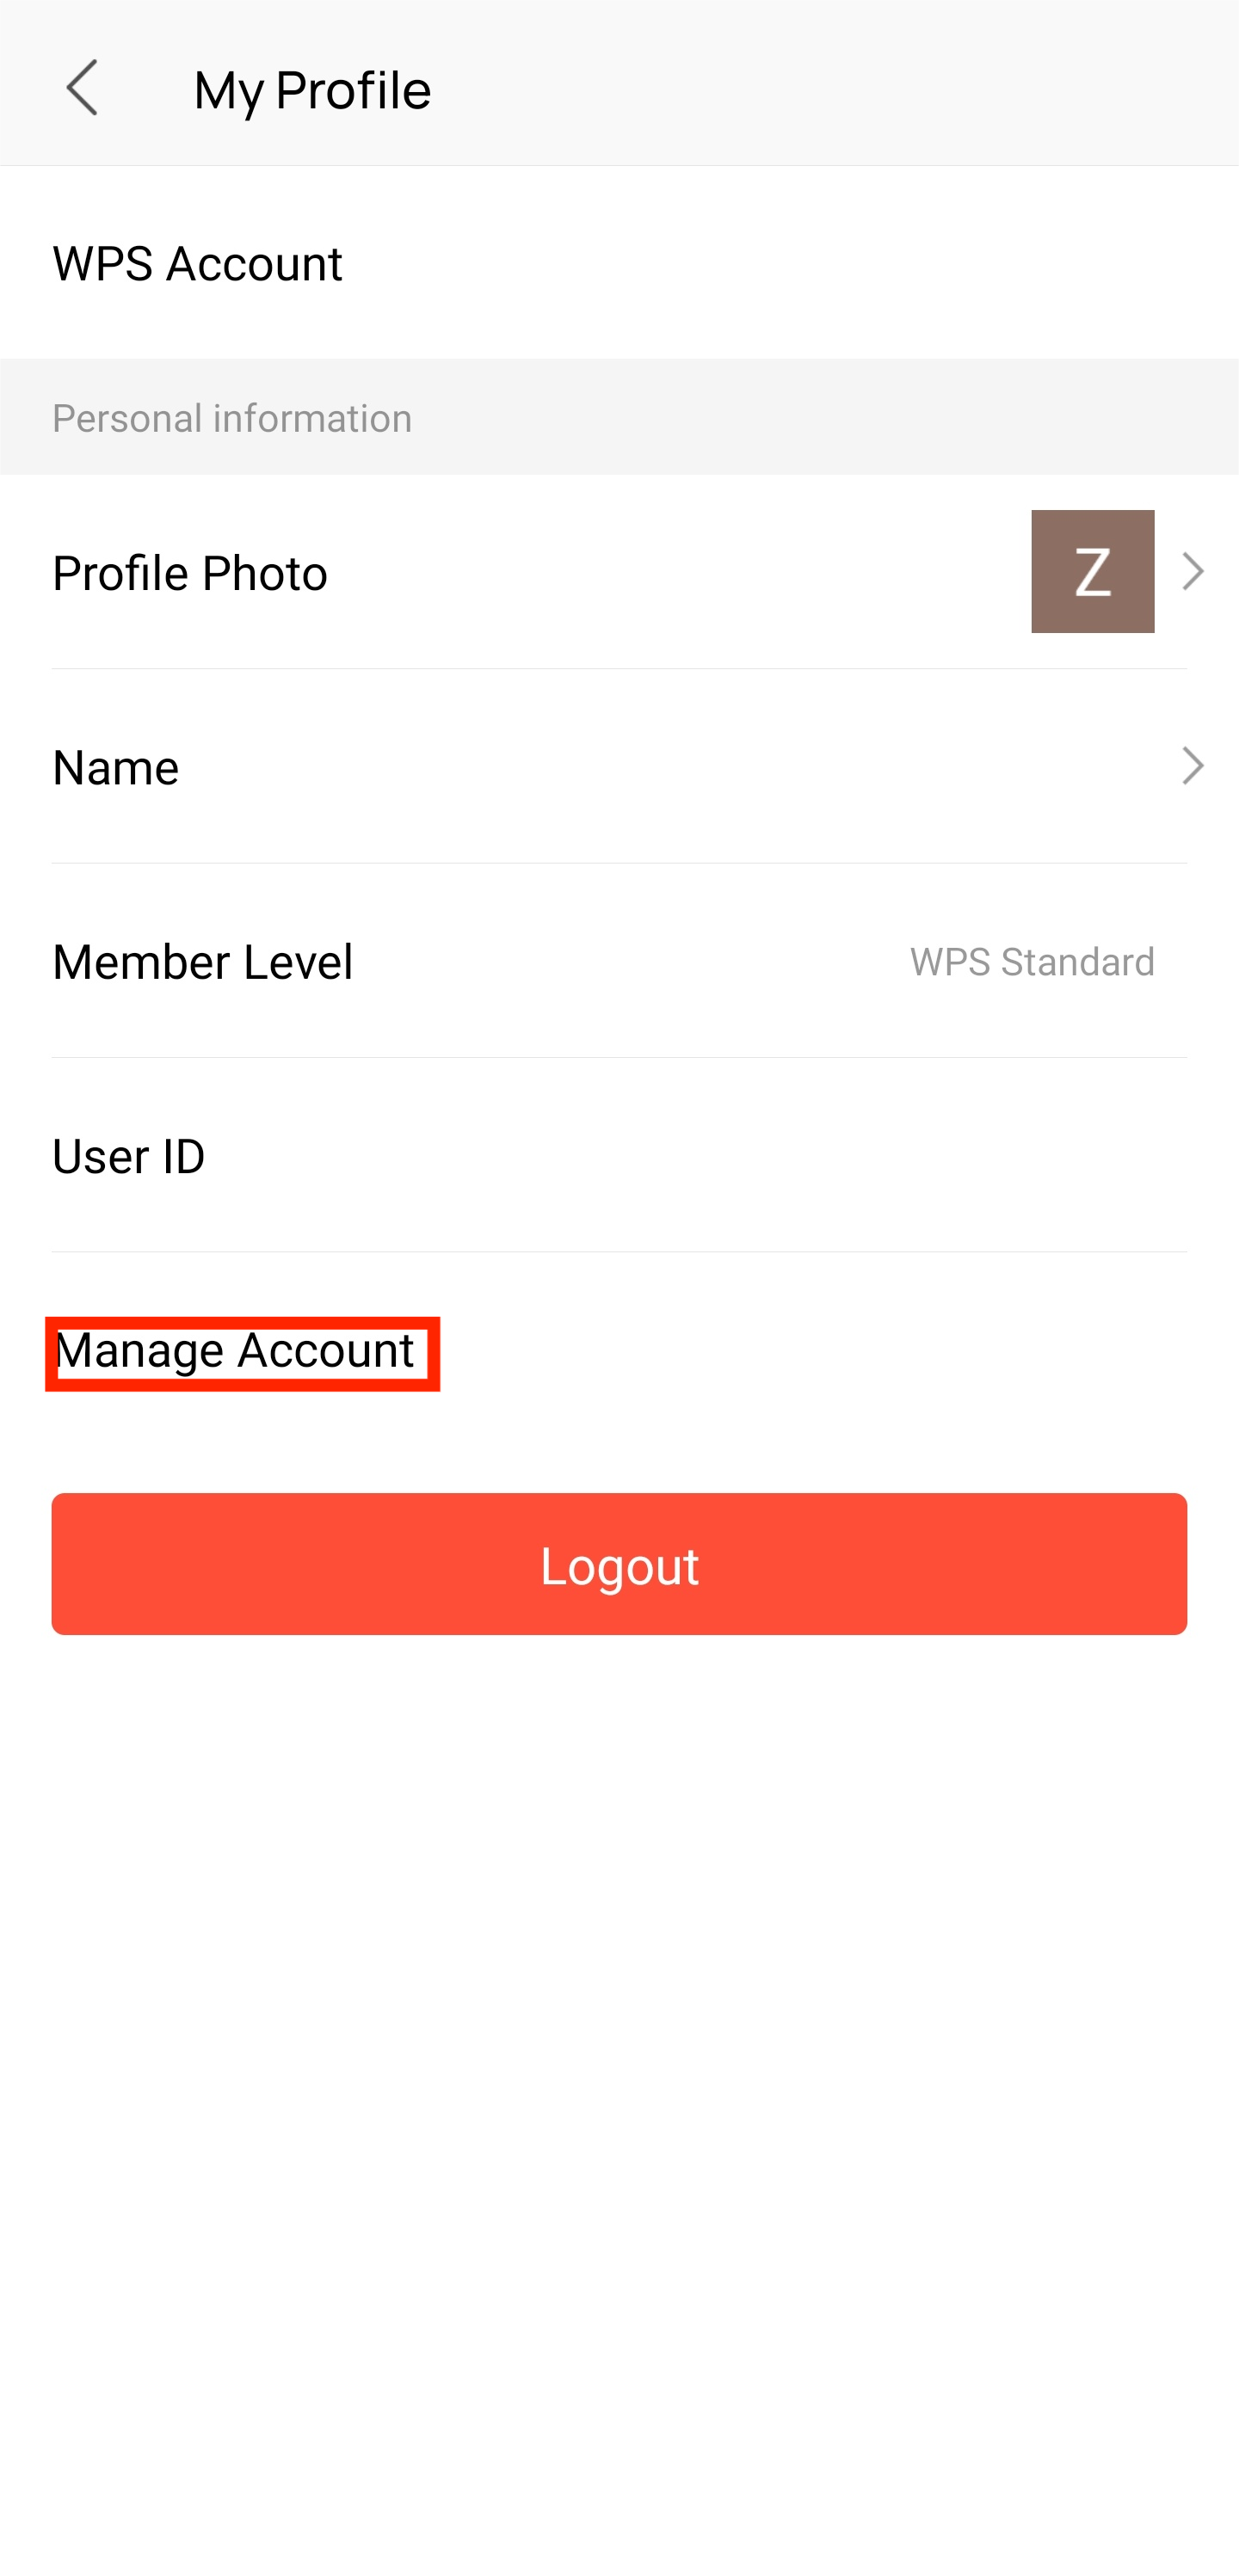 My Profile
WPS Account
Personal information
Profile Photo
Z
Name
Member Level
WPS Standard
User ID
Manage Account
Logout